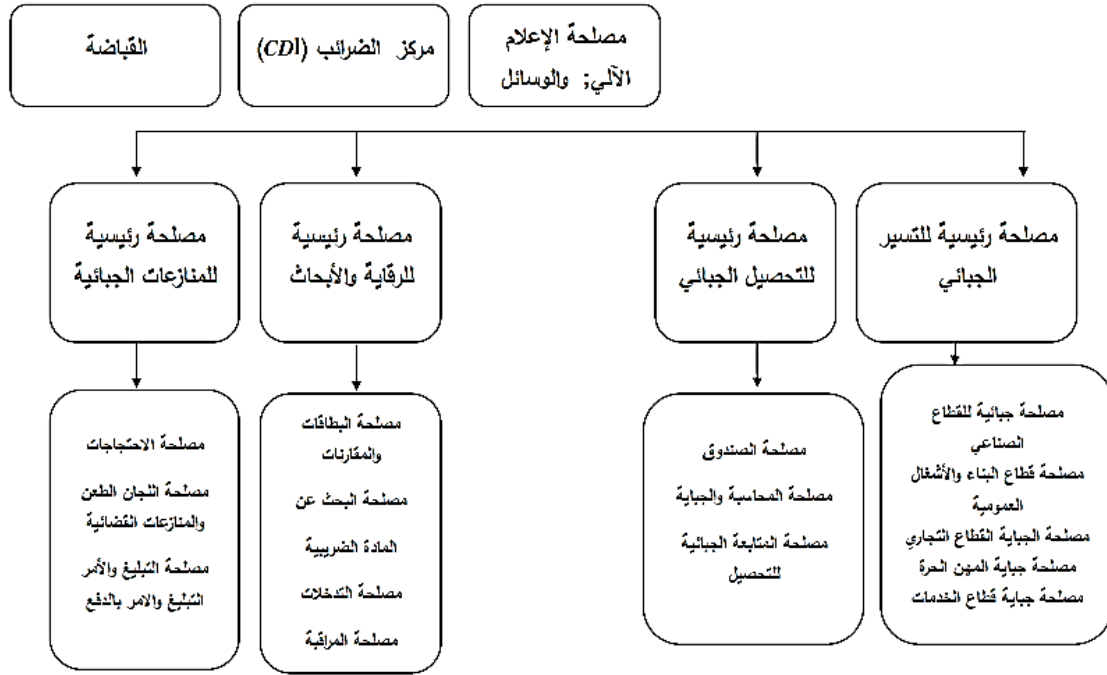 مصلحة الإعلام
الآلي; والوسائل
مركز الضرائب (CDI)
القباضة
مصلحة رئيسية للتسير
الجبائي
مصلحة رئيسية
للتحصيل الجبائي
مصلحة رئيسية
للرقاية والأبحاث
مصلحة رئيسية
للمنازعات الجبائية
مصلحة جبائية للقطاع
الصناعي
مصلحة قطاع البناء والأشغال
العمومية
مصلحة الجباية القطاع التجاري
مصلحة جباية المهن الحرة
مصلحة جباية قطاع الخدمات
مصلحة الصندوق
مصلحة المحاسبة والجباية
مصلحة المتابعة الجبائية
للتحصيل
مصلحة البطاقات
والمقارنات
مصلحة البحث عن
المادة الضريبية
مصلحة التدخلات
مصلحة المراقبة
مصلحة الاحتجاجات
مصلحة اللجان الطعن
والمنازعات القضائية
مصلحة التبليغ والأمر
التبليغ والامر بالدفع